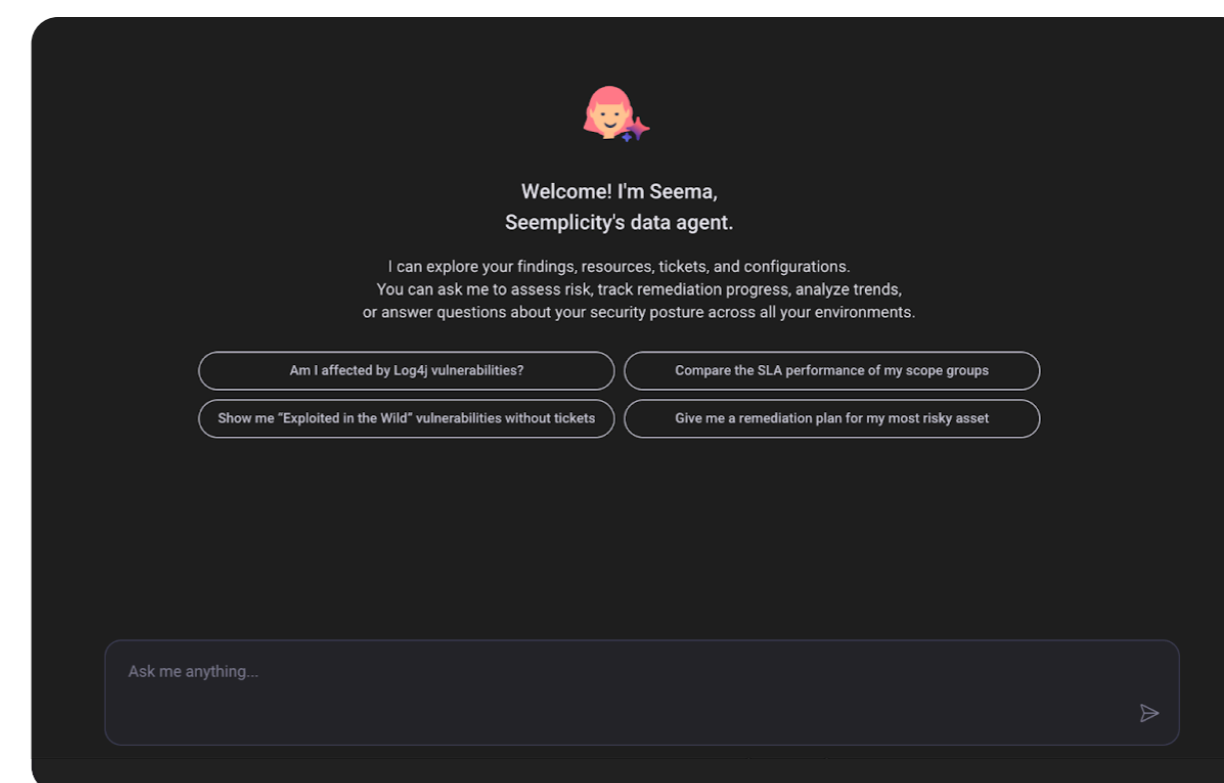 Welcome! I'm Seema,
Seemplicity's data agent.
I can explore your findings, resources, tickets, and configurations.
You can ask me to assess risk, track remediation progress, analyze trends,
or answer questions about your security posture across all your environments.
Am I affected by Log4j vulnerabilities?
Compare the SLA performance of my scope groups
Show me “Exploited in the Wild” vulnerabilities without tickets
Give me a remediation plan for my most risky asset
Ask me anything...